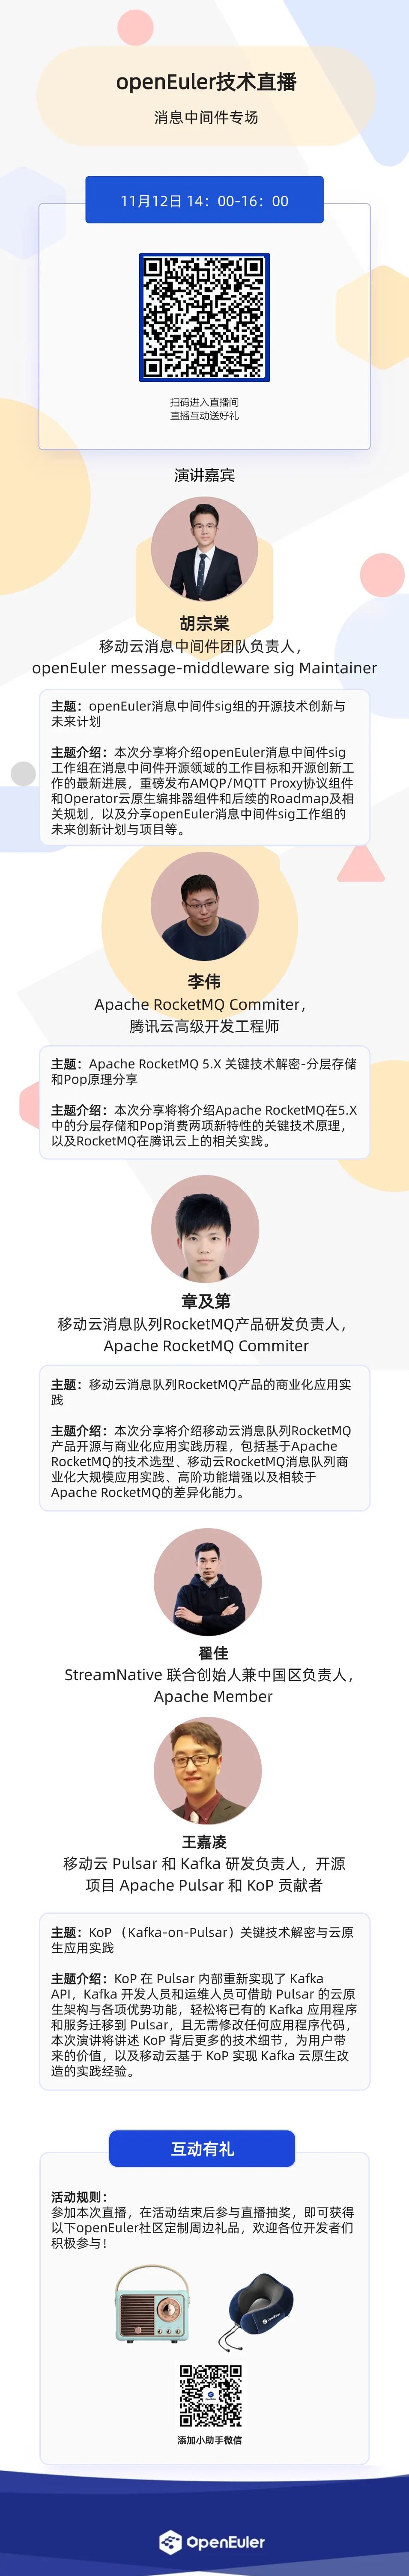 openEuler技术直播
消息中间件专场
11月12日 14：00-16：00
扫码进入直播间
直播互动送好礼
演讲嘉宾
胡宗棠
移动云消息中间件团队负责人，
openEuler message-middleware sig Maintainer
主题：openEuler消息中间件sig组的开源技术创新与
未来计划
主题介绍：本次分享将介绍openEuler消息中间件sig
工作组在消息中间件开源领域的工作目标和开源创新工
作的最新进展，重磅发布AMQP/MQTT Proxy协议组件
和Operator云原生编排器组件和后续的Roadmap及相
关规划，以及分享openEuler消息中间件sig工作组的
未来创新计划与项目等。
李伟
Apache RocketMQ Commiter，
腾讯云高级开发工程师
主题：Apache RocketMQ 5.X 关键技术解密-分层存储
和Pop原理分享
主题介绍：本次分享将将介绍Apache RocketMQ在5.X
中的分层存储和Pop消费两项新特性的关键技术原理，
以及RocketMQ在腾讯云上的相关实践。
章及第
移动云消息队列RocketMQ产品研发负责人，
Apache RocketMQ Commiter
主题：移动云消息队列RocketMQ产品的商业化应用实
践
主题介绍：本次分享将介绍移动云消息队列RocketMQ
产品开源与商业化应用实践历程，包括基于Apache
RocketMQ的技术选型、移动云RocketMQ消息队列商
业化大规模应用实践、高阶功能增强以及相较于
Apache RocketMQ的差异化能力。
翟佳
StreamNative 联合创始人兼中国区负责人，
Apache Member
王嘉凌
移动云 Pulsar 和 Kafka 研发负责人，开源
项目 Apache Pulsar 和 KoP 贡献者
主题：KoP （Kafka-on-Pulsar）关键技术解密与云原
生应用实践
主题介绍：KoP 在 Pulsar 内部重新实现了 Kafka
API，Kafka 开发人员和运维人员可借助 Pulsar 的云原
生架构与各项优势功能，轻松将已有的 Kafka 应用程序
和服务迁移到 Pulsar，且无需修改任何应用程序代码，
本次演讲将讲述 KoP 背后更多的技术细节，为用户带
来的价值，以及移动云基于 KoP 实现 Kafka 云原生改
造的实践经验。
互动有礼
活动规则：
参加本次直播，在活动结束后参与直播抽奖，即可获得
以下openEuler社区定制周边礼品，欢迎各位开发者们
积极参与！
OpenEuler
添加小助手微信
OpenEuler